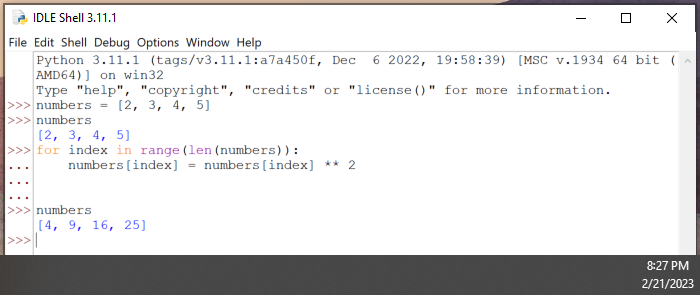 IDLE Shell 3.11.1
File Edit Shell Debug Options Window Help
Python 3.11.1 (tags/v3.11.1:a7a450f, Dec  6 2022, 19:58:39) [MSC v.1934 64 bit (
AMD64)] on win32
Type "help", "copyright", "credits" or "license()" for more information.
>>> numbers = [2, 3, 4, 5]
>>> numbers
[2, 3, 4, 5]
>>> for index in range(len(numbers)):
...     numbers[index] = numbers[index] ** 2
...
...
>>> numbers
[4, 9, 16, 25]
>>>
8:27 PM
2/21/2023